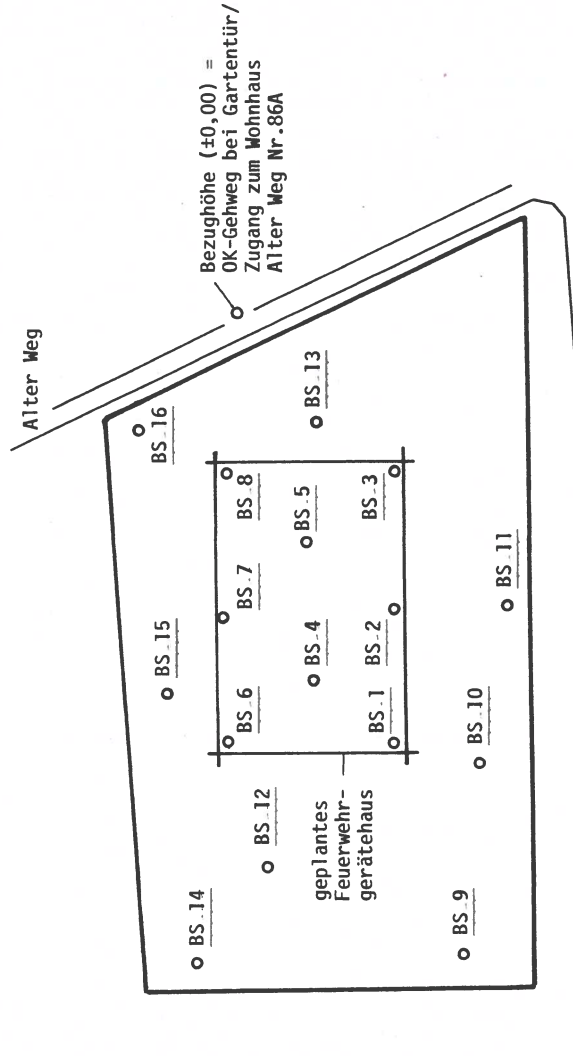 Alter Weg
Bezughöhe (±0,00) =
OK-Gehweg bei Gartentür/
Zugang zum Wohnhaus
Alter Weg Nr.86A
BS 14
BS 12
BS 15
BS 16
BS 6
BS 7
BS 8
BS 4
BS 5
BS 13
BS 1
BS 2
BS 3
geplantes
Feuerwehr-
gerätehaus
BS 9
BS 10
BS 11